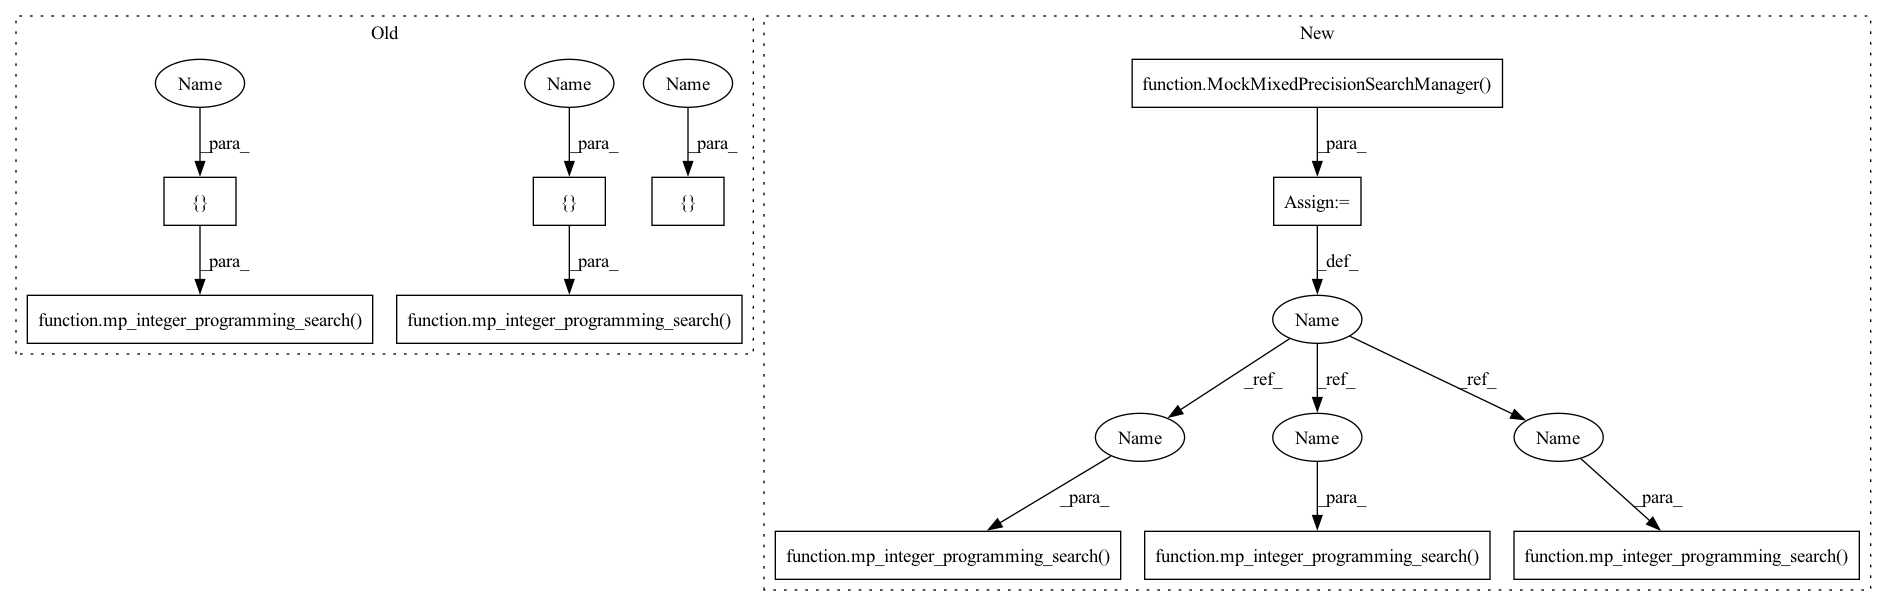 Old
Name
Name
Name
_para_
_para_
_para_
{}
{}
{}
_para_
_para_
function.mp_integer_programming_search()
function.mp_integer_programming_search()
New
function.MockMixedPrecisionSearchManager()
_para_
Assign:=
_def_
Name
_ref_
_ref_
_ref_
Name
Name
Name
_para_
_para_
_para_
function.mp_integer_programming_search()
function.mp_integer_programming_search()
function.mp_integer_programming_search()